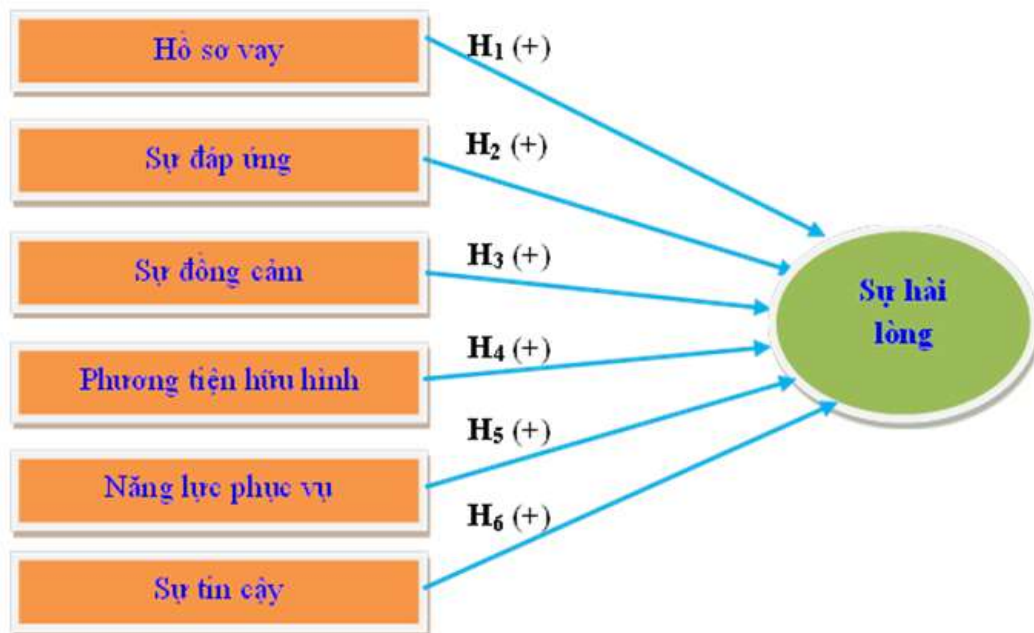 Hồ sơ vay
H₁ (+)
Sự đáp ứng
H₂ (+)
Sự đồng cảm
H₃ (+)
Phương tiện hữu hình
H₄ (+)
Năng lực phục vụ
H₅ (+)
Sự tin cậy
H₆ (+)
Sự hài
lòng